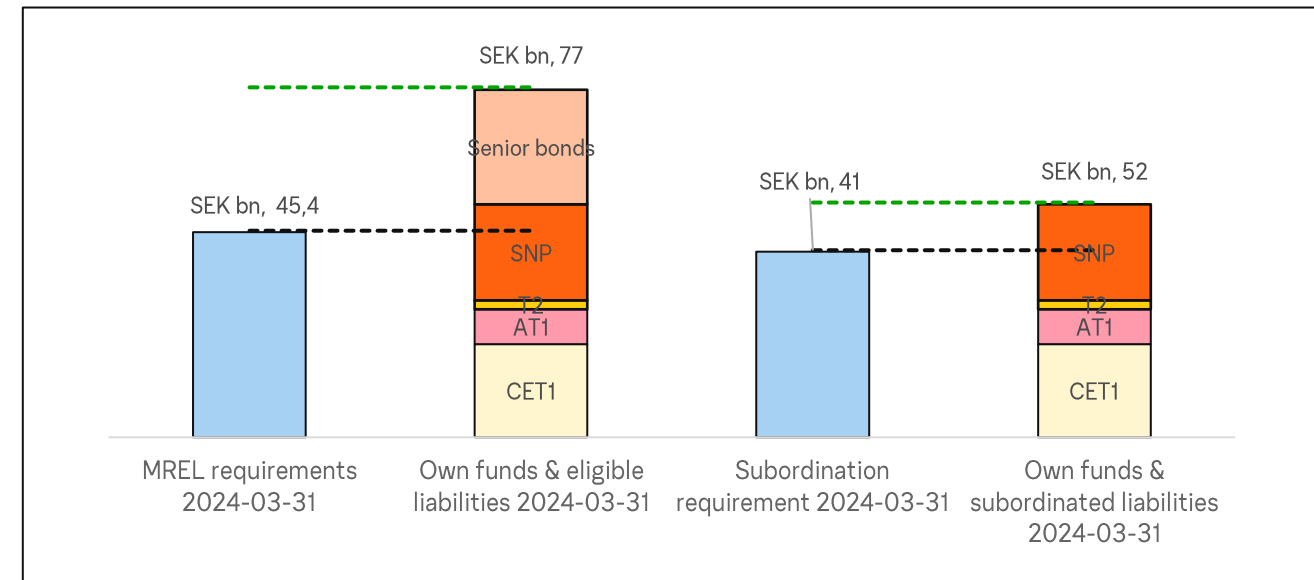 SEK bn, 77
Senior bonds
SEK bn, 45,4
SNP
T2
AT1
CET1
SEK bn, 41
SEK bn, 52
SNP
T2
AT1
CET1
MREL requirements
2024-03-31
Own funds & eligible
liabilities 2024-03-31
Subordination
requirement 2024-03-31
Own funds &
subordinated liabilities
2024-03-31